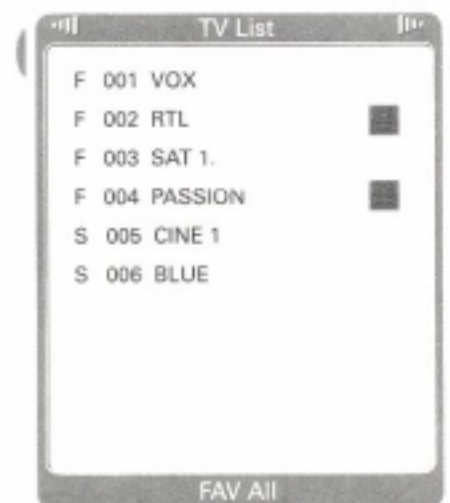 TV List
F 001 VOX
F 002 RTL
F 003 SAT 1.
F 004 PASSION
S 005 CINE 1
S 006 BLUE
FAV All